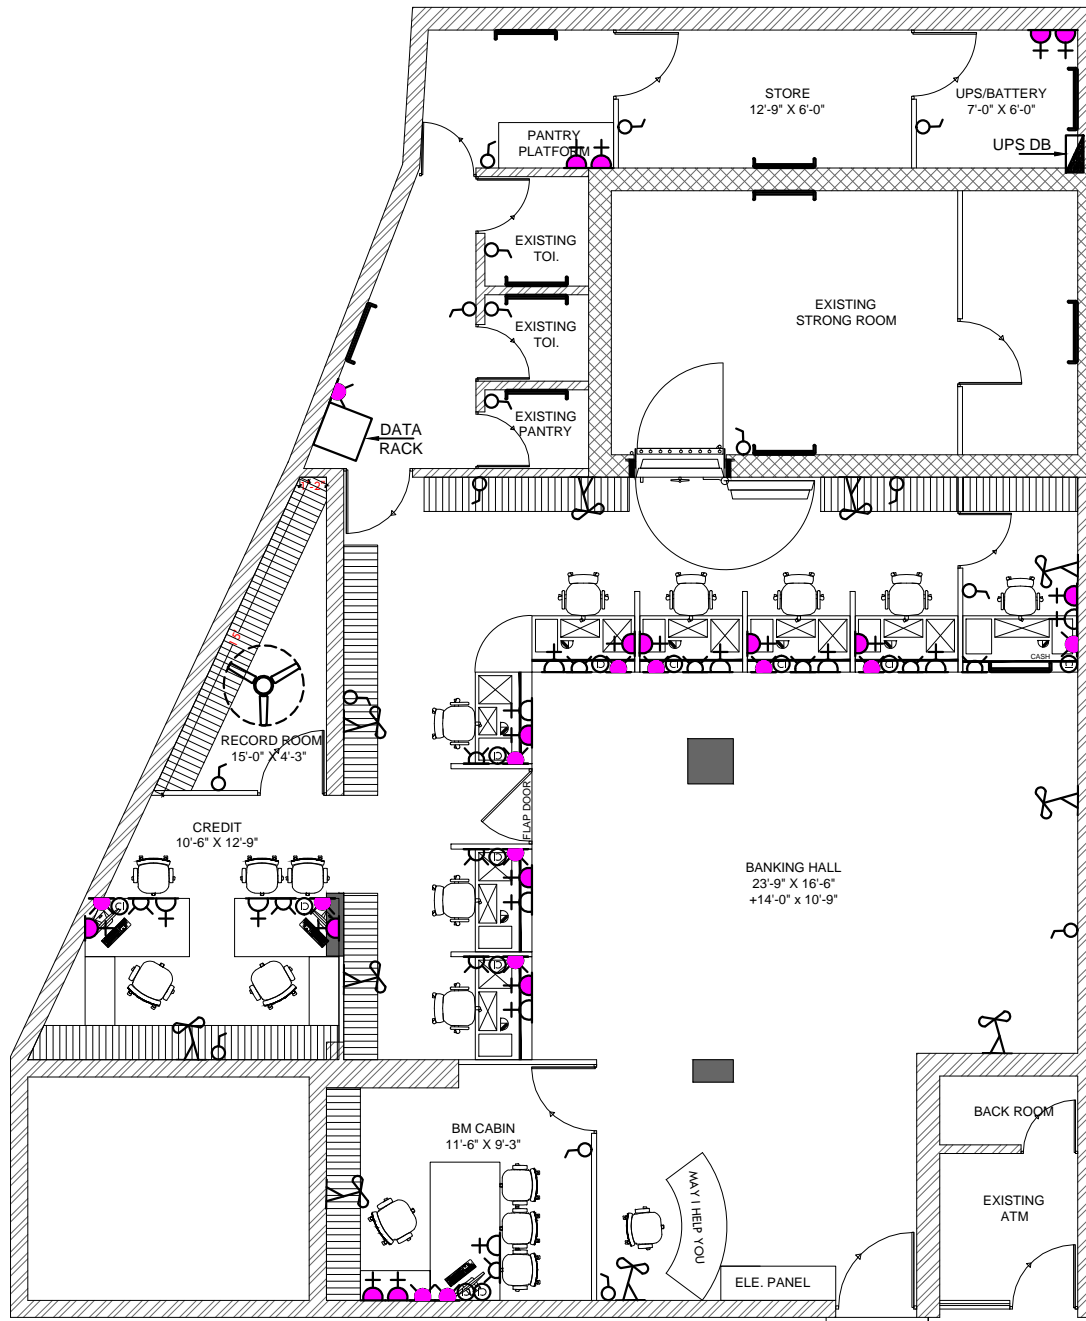 STORE
12'-9" X 6'-0"
UPS/BATTERY
7'-0" X 6'-0"
PANTRY
PLATFORM
UPS DB
EXISTING
TOI.
EXISTING
STRONG ROOM
EXISTING
TOI.
EXISTING
PANTRY
DATA
RACK
CASH
RECORD ROOM
15'-0" X 4'-3"
FLAP DOOR
CREDIT
10'-6" X 12'-9"
BANKING HALL
23'-9" X 16'-6"
+14'-0" x 10'-9"
BM CABIN
11'-6" X 9'-3"
BACK ROOM
MAY I HELP YOU
EXISTING
ATM
ELE. PANEL